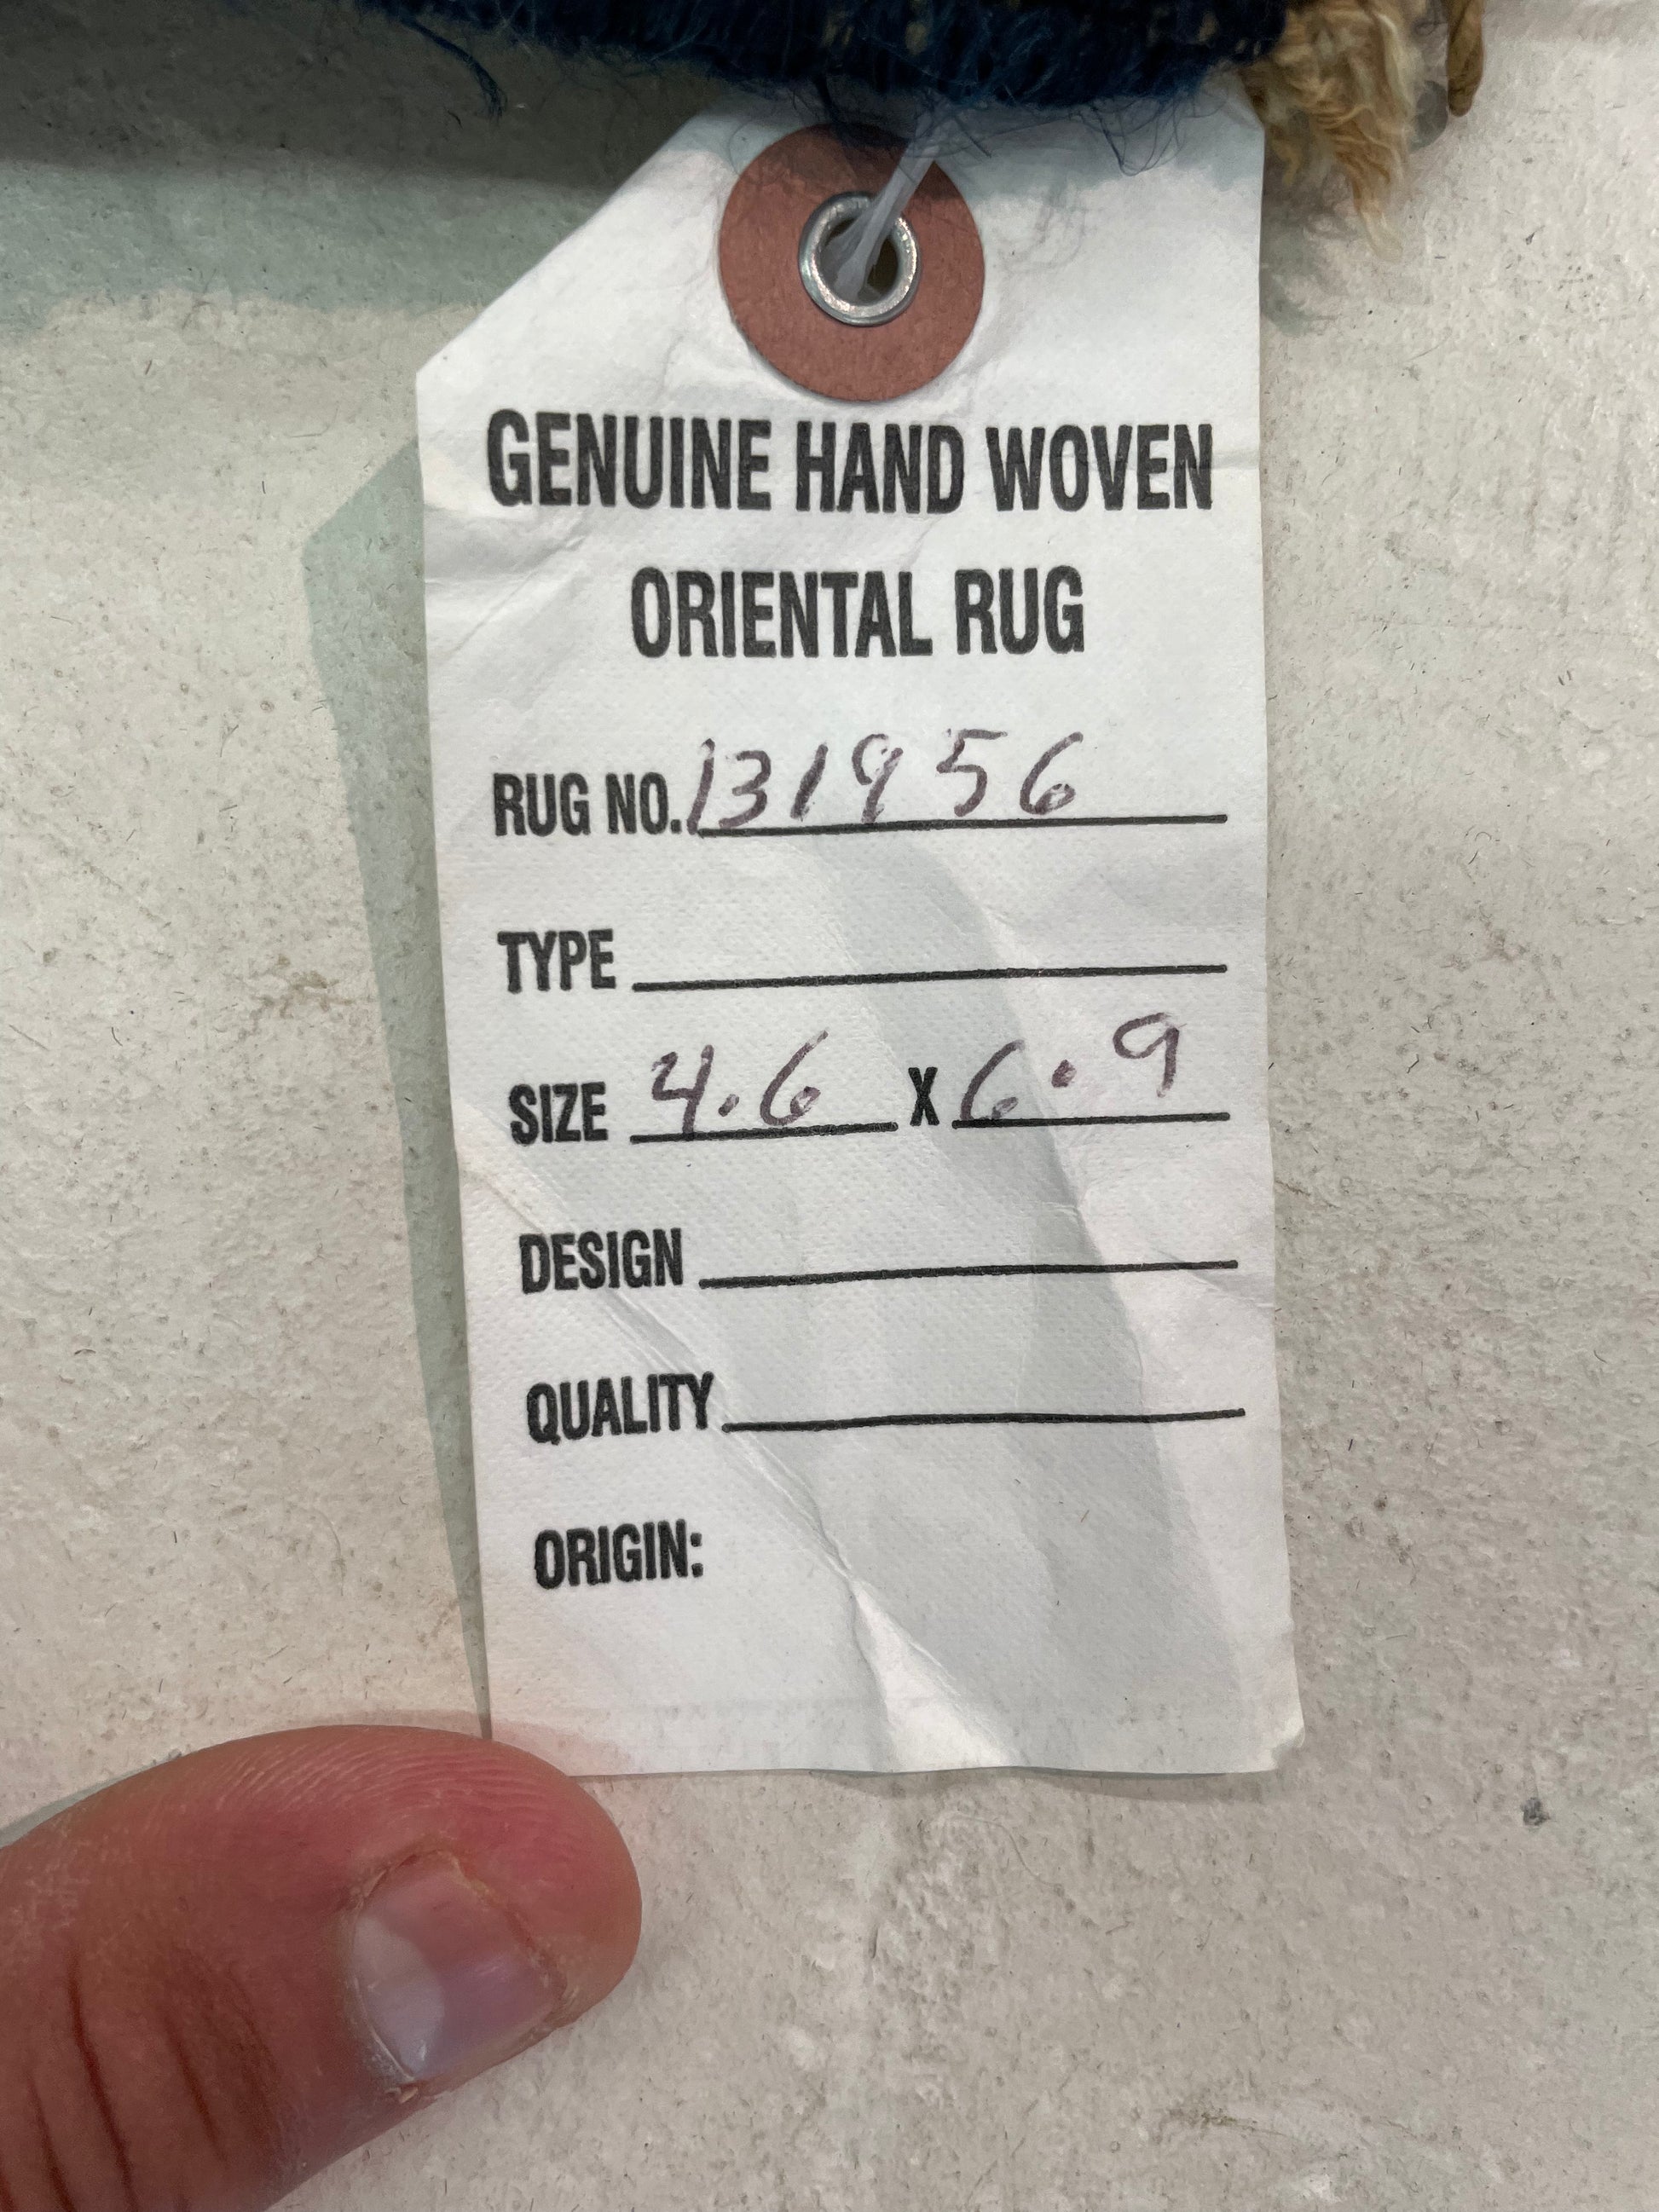 GENUINE HAND WOVEN
ORIENTAL RUG
RUG NO. 131956
TYPE
SIZE 4.6 X 6.9
DESIGN
QUALITY
ORIGIN: